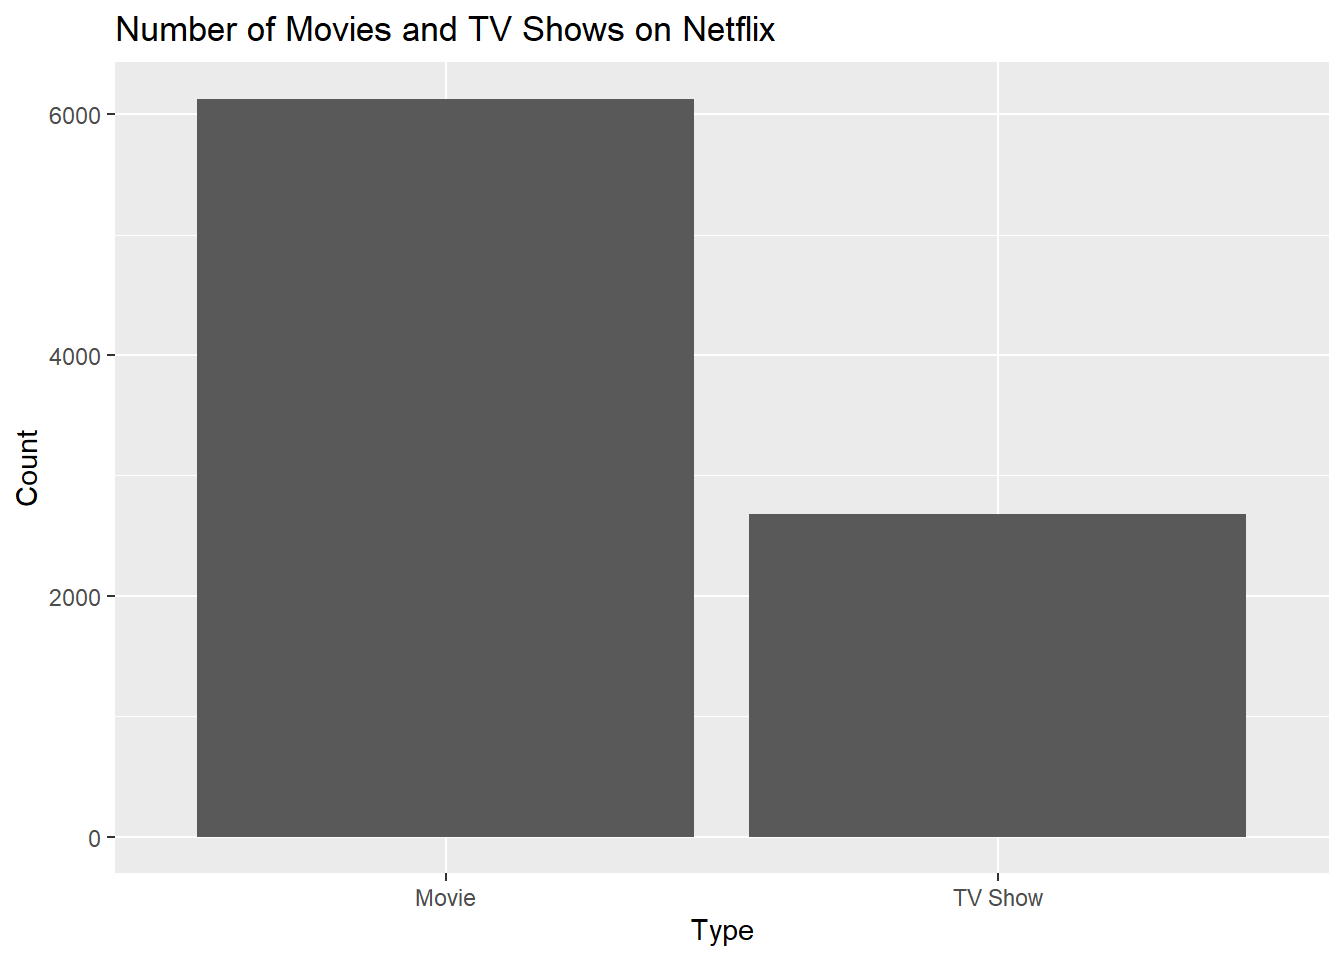 Number of Movies and TV Shows on Netflix
6000
4000
2000
0
Count
Movie
TV Show
Type